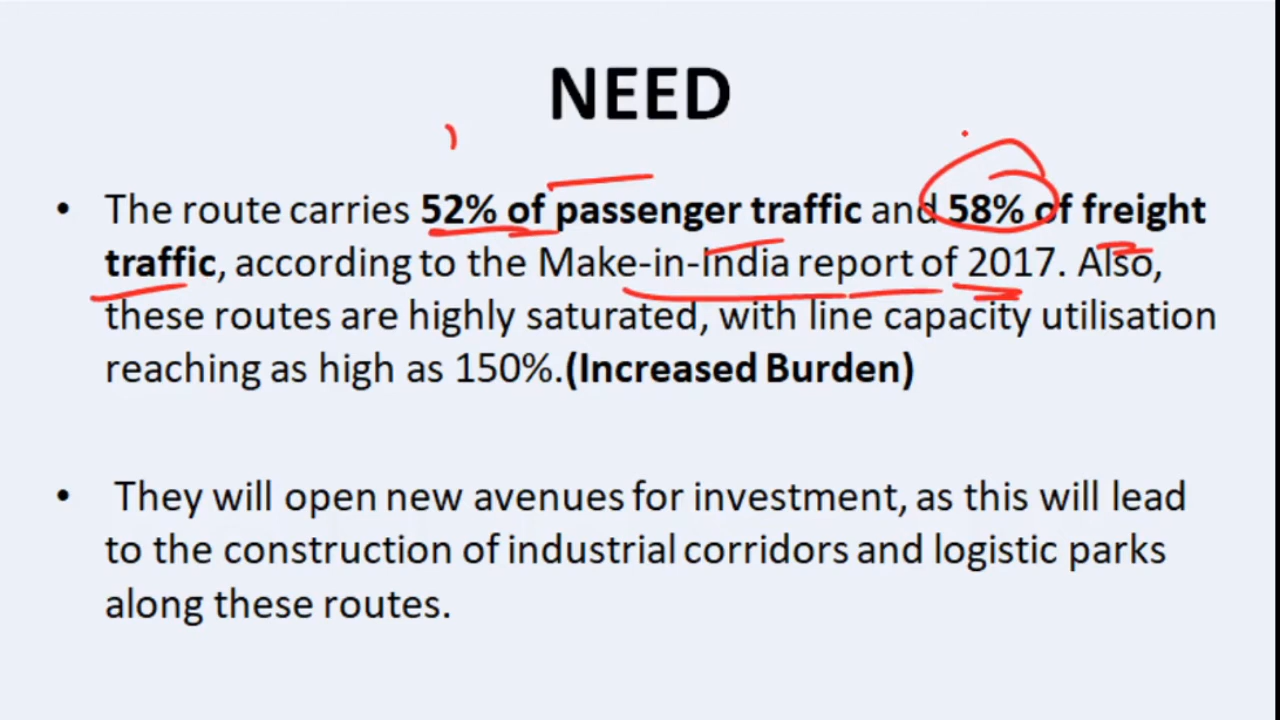 NEED
• The route carries 52% of passenger traffic and 58% of freight
traffic, according to the Make-in-India report of 2017. Also,
these routes are highly saturated, with line capacity utilisation
reaching as high as 150%.(Increased Burden)
• They will open new avenues for investment, as this will lead
to the construction of industrial corridors and logistic parks
along these routes.